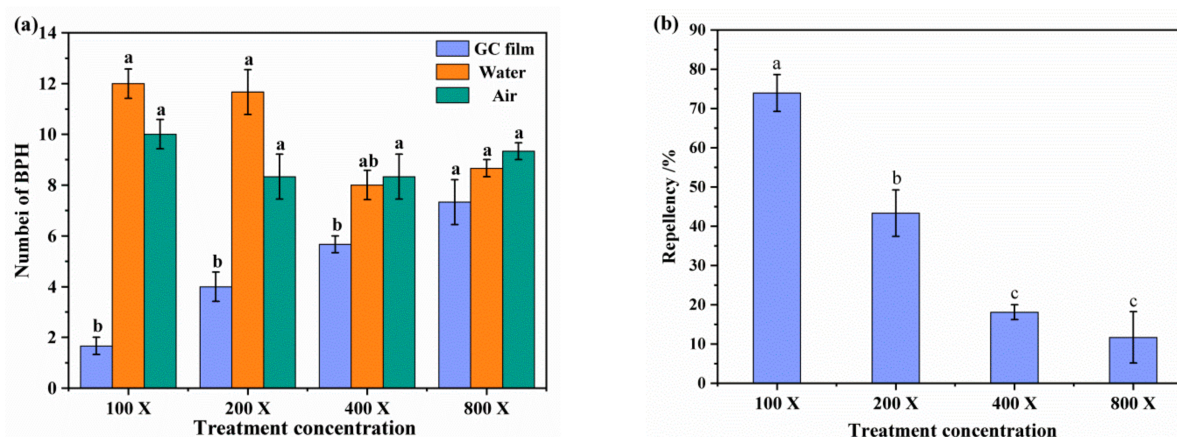 (a)
14
12
10
8
6
4
2
0
Numbei of BPH
GC film
Water
Air
b a a
b a a
b ab a
a a a
100 X 200 X 400 X 800 X
Treatment concentration
(b)
90
80
70
60
50
40
30
20
10
0
Repellency /%
a
b
c
c
100 X 200 X 400 X 800 X
Treatment concentration